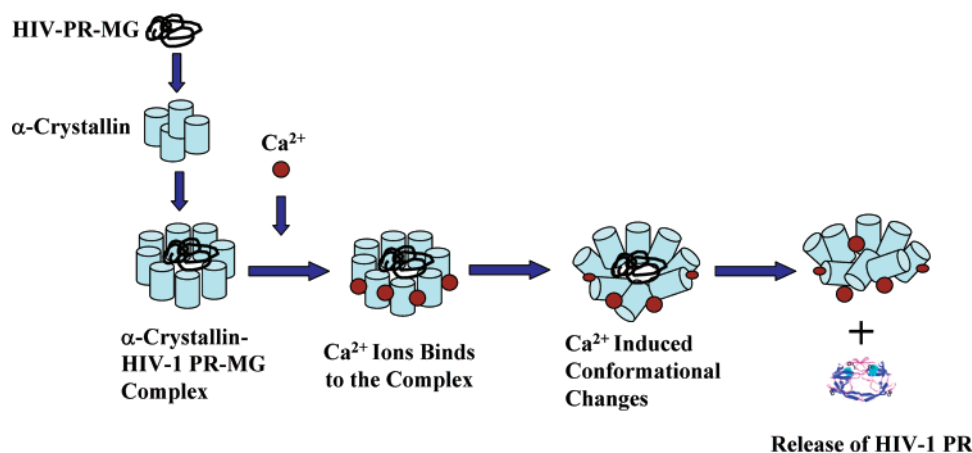 HIV-PR-MG
α-Crystallin
Ca²⁺
α-Crystallin-
HIV-1 PR-MG
Complex
Ca²⁺ Ions Binds
to the Complex
Ca²⁺ Induced
Conformational
Changes
+
Release of HIV-1 PR